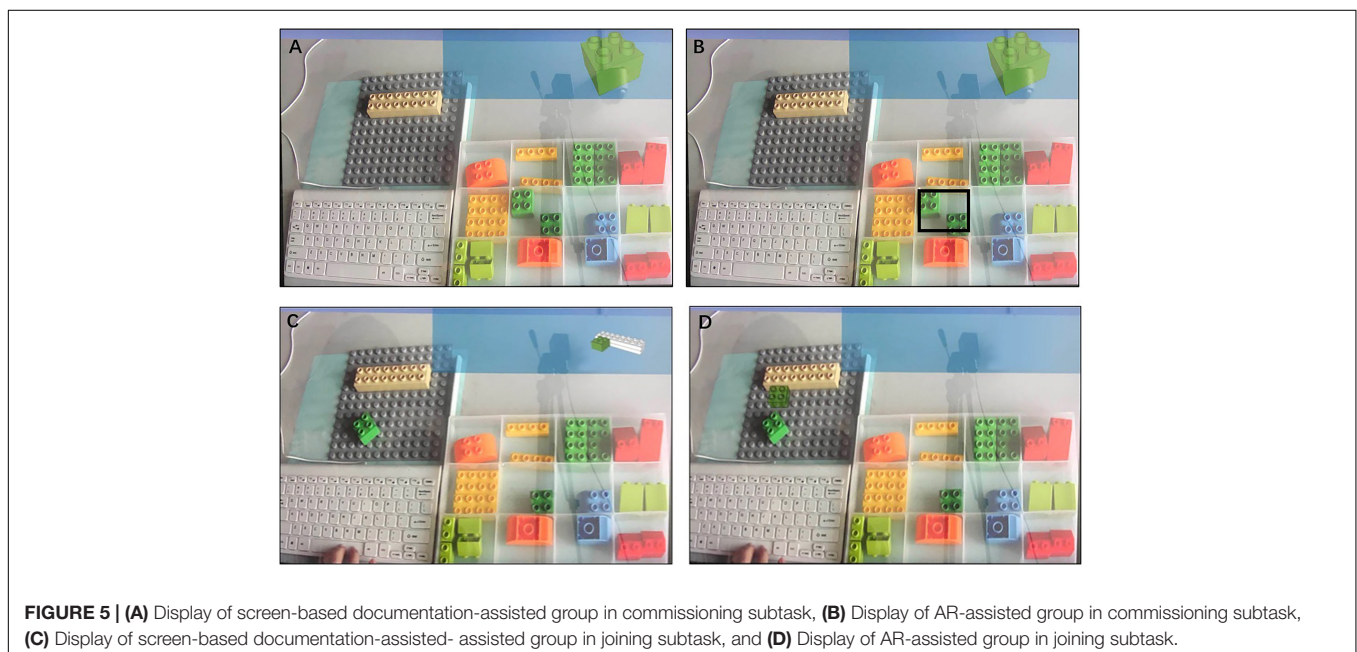 A
B
C
D
FIGURE 5 | (A) Display of screen-based documentation-assisted group in commissioning subtask, (B) Display of AR-assisted group in commissioning subtask,
(C) Display of screen-based documentation-assisted- assisted group in joining subtask, and (D) Display of AR-assisted group in joining subtask.